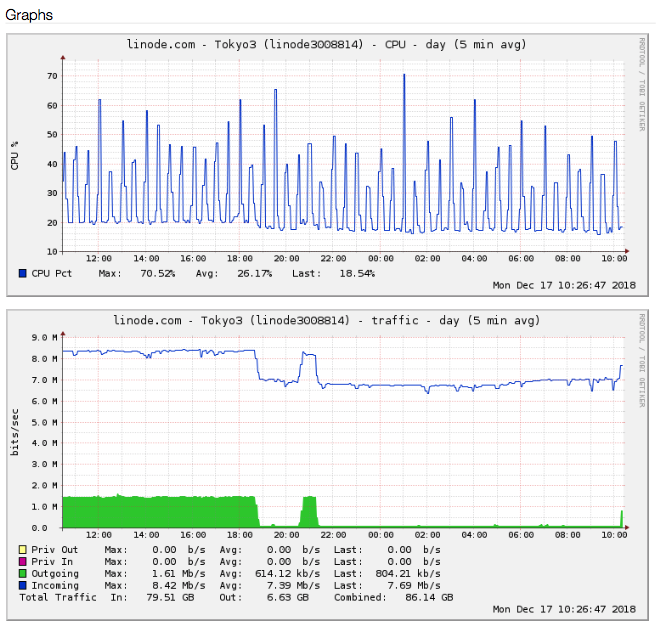 Graphs
linode.com - Tokyo3 (linode3008814) - CPU - day (5 min avg)
RRDTOOL / TOBI OETIKER
CPU %
70
60
50
40
30
20
10
12:00 14:00 16:00 18:00 20:00 22:00 00:00 02:00 04:00 06:00 08:00 10:00
CPU Pct Max: 70.52% Avg: 26.17% Last: 18.54%
Mon Dec 17 10:26:47 2018
linode.com - Tokyo3 (linode3008814) - traffic - day (5 min avg)
RRDTOOL / TOBI OETIKER
bits/sec
9.0 M
8.0 M
7.0 M
6.0 M
5.0 M
4.0 M
3.0 M
2.0 M
1.0 M
0.0
12:00 14:00 16:00 18:00 20:00 22:00 00:00 02:00 04:00 06:00 08:00 10:00
Priv Out Max: 0.00 b/s Avg: 0.00 b/s Last: 0.00 b/s
Priv In Max: 0.00 b/s Avg: 0.00 b/s Last: 0.00 b/s
Outgoing Max: 1.61 Mb/s Avg: 614.12 kb/s Last: 804.21 kb/s
Incoming Max: 8.42 Mb/s Avg: 7.39 Mb/s Last: 7.69 Mb/s
Total Traffic In: 79.51 GB Out: 6.63 GB Combined: 86.14 GB
Mon Dec 17 10:26:47 2018